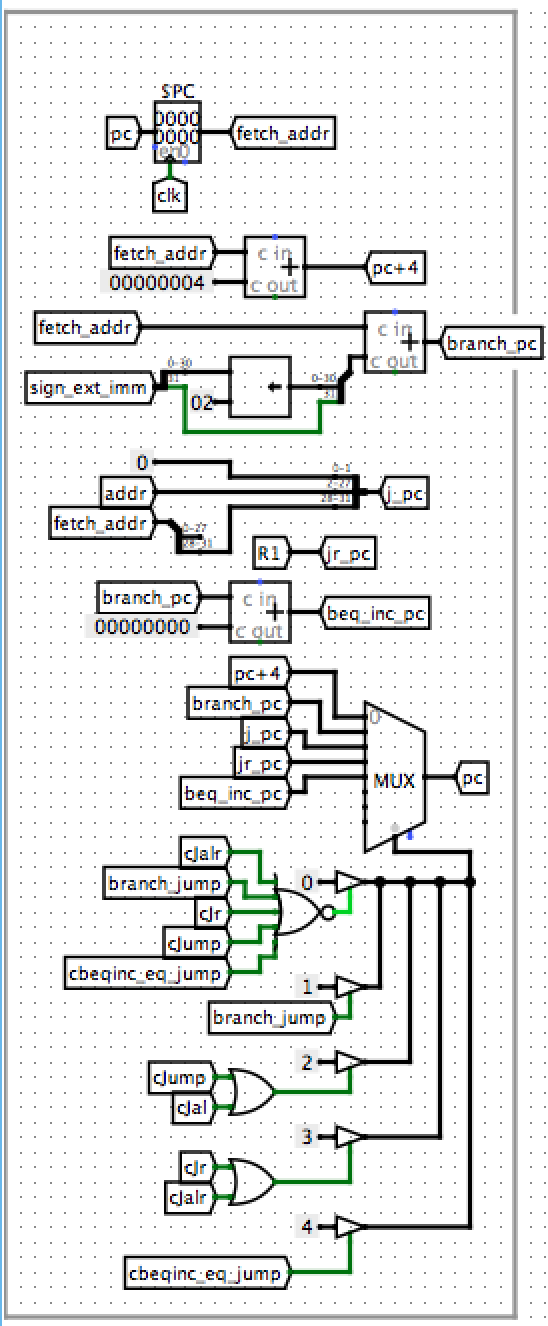 SPC
pc 0000 fetch_addr
0000
en0
clk
fetch_addr c in
+ pc+4
00000004 c out
fetch_addr c in
+ branch_pc
c out
0-30 0-30
sign_ext_imm 31 ← 31
02
0 0-1
addr 2-27 j_pc
28-31
fetch_addr 0-27
28-31
R1 jr_pc
branch_pc c in
+ beq_inc_pc
00000000 c out
pc+4
branch_pc 0
j_pc
jr_pc MUX pc
beq_inc_pc
0
cJalr
branch_jump 0
cJr
cJump
cbeqinc_eq_jump
1
branch_jump
2
cJump
cJal
3
cJr
cJalr
4
cbeqinc_eq_jump